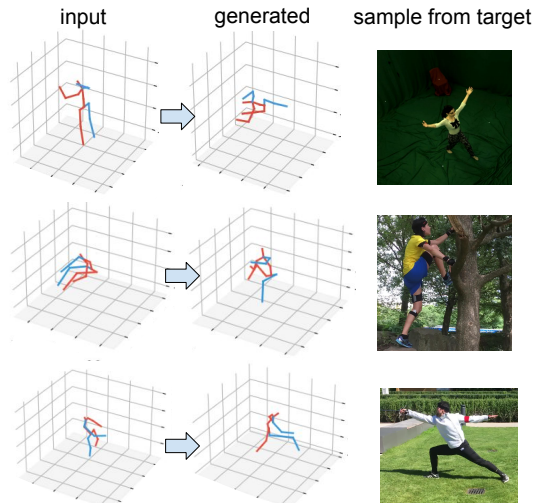 input
generated
sample from target